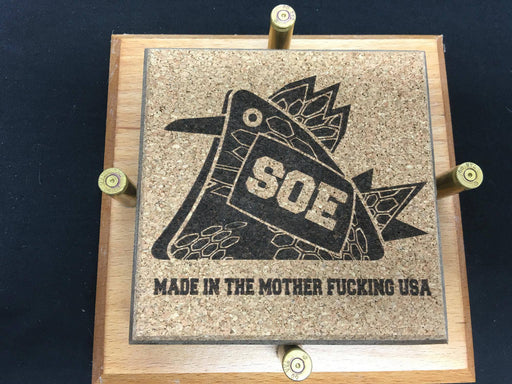 SOE
MADE IN THE MOTHER FUCKING USA